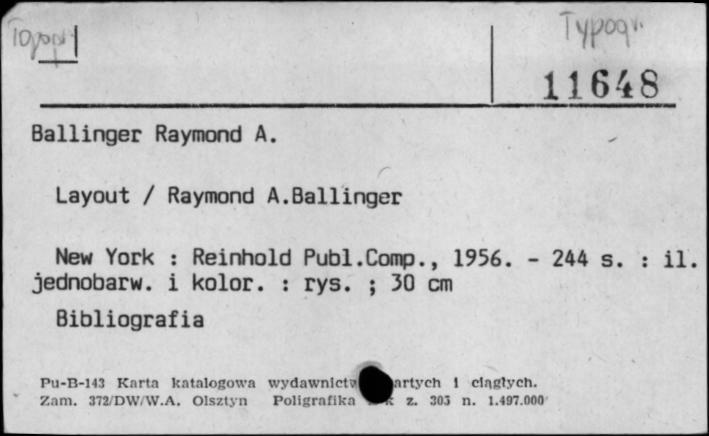 Typogr.
11648
Ballinger Raymond A.
Layout / Raymond A.Ballinger
New York : Reinhold Publ.Comp., 1956. - 244 s. : il.
jednobarw. i kolor. : rys. ; 30 cm
Bibliografia
Pu-B-143 Karta katalogowa wydawnictw artych i ciągłych.
Zam. 372/DW/W.A. Olsztyn Poligrafika z. 303 n. 1.497.000